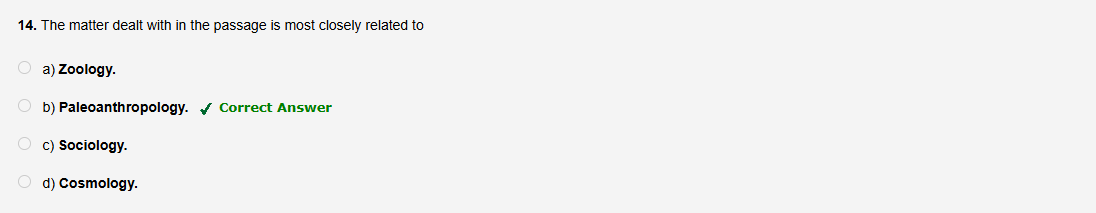 14. The matter dealt with in the passage is most closely related to
a) Zoology.
b) Paleoanthropology. ✓ Correct Answer
c) Sociology.
d) Cosmology.